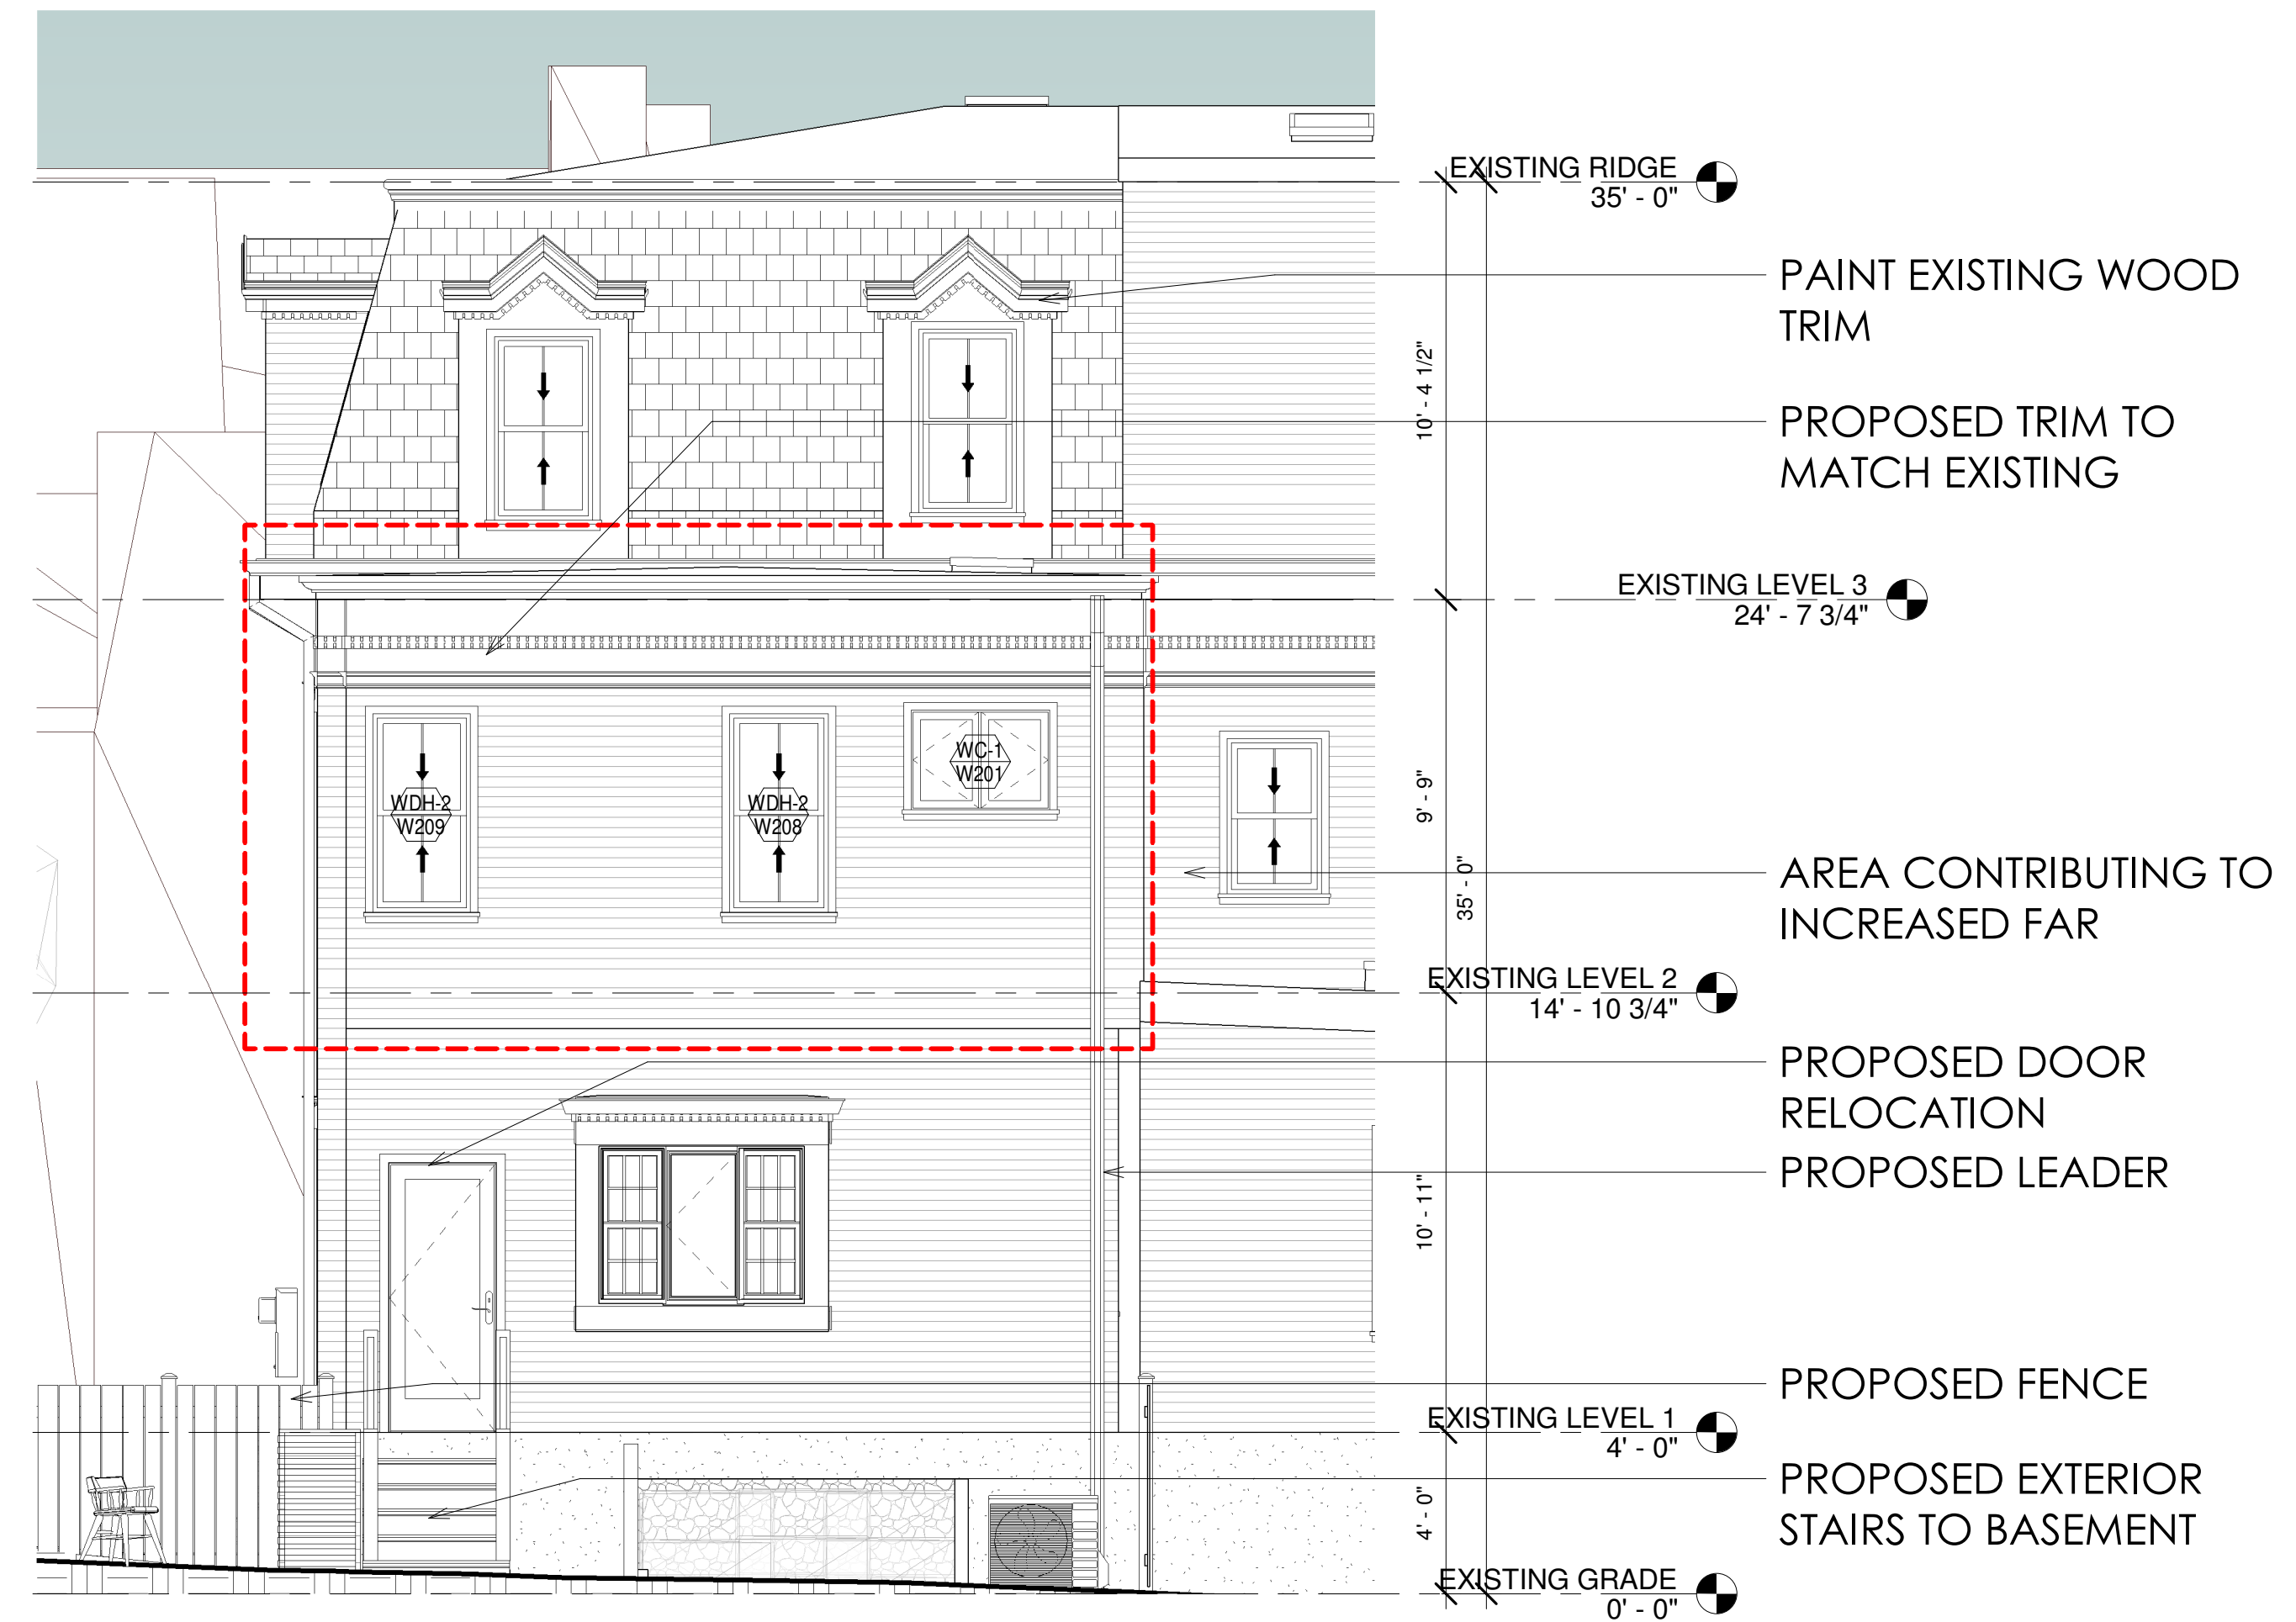 EXISTING RIDGE
35' - 0"
PAINT EXISTING WOOD
TRIM
10' - 4 1/2"
PROPOSED TRIM TO
MATCH EXISTING
EXISTING LEVEL 3
24' - 7 3/4"
WC-1
W201
WDH-2
W209
WDH-2
W208
9' - 9"
35' - 0"
AREA CONTRIBUTING TO
INCREASED FAR
EXISTING LEVEL 2
14' - 10 3/4"
PROPOSED DOOR
RELOCATION
PROPOSED LEADER
10' - 11"
PROPOSED FENCE
EXISTING LEVEL 1
4' - 0"
PROPOSED EXTERIOR
STAIRS TO BASEMENT
4' - 0"
EXISTING GRADE
0' - 0"